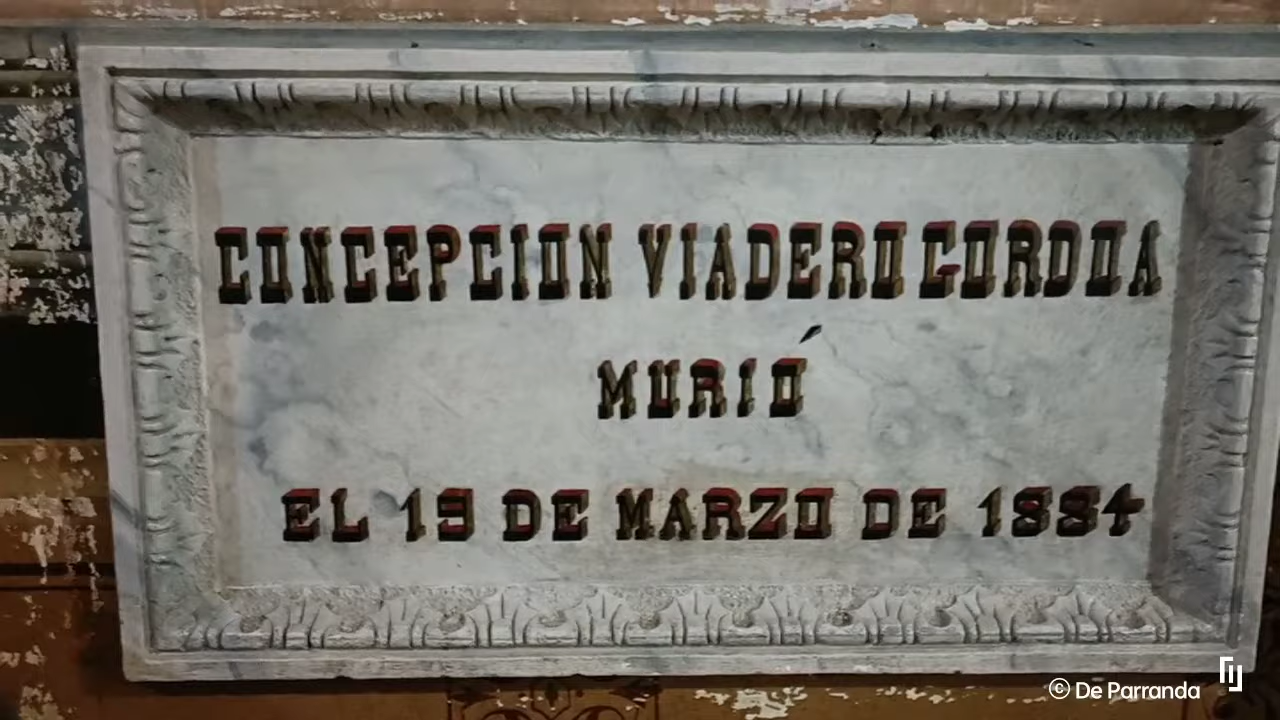 CONCEPCION VIADERO CORDOA
MURIÓ
EL 19 DE MARZO DE 1884
© De Parranda